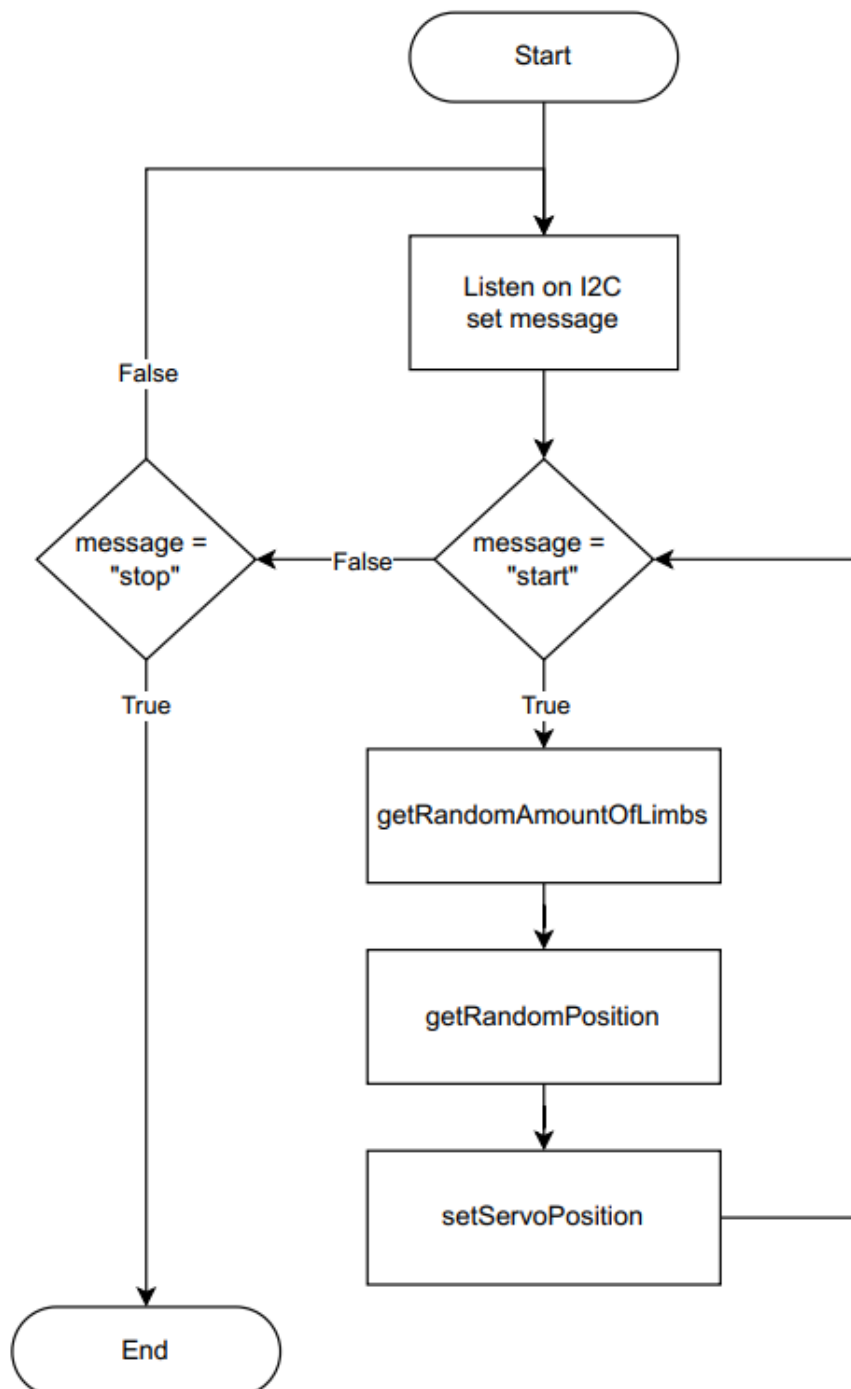 Start
Listen on I2C
set message
False
message =
"stop"
False
message =
"start"
True
True
getRandomAmountOfLimbs
getRandomPosition
setServoPosition
End